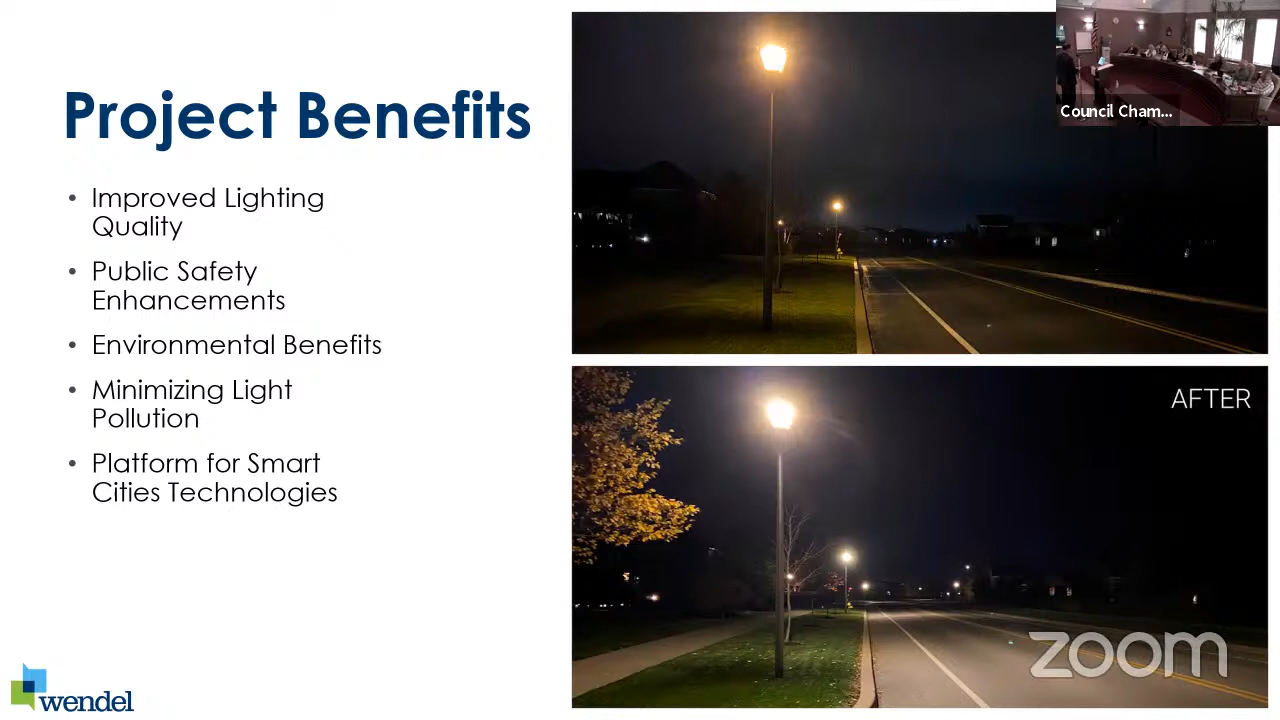 Project Benefits
• Improved Lighting
Quality
• Public Safety
Enhancements
• Environmental Benefits
• Minimizing Light
Pollution
• Platform for Smart
Cities Technologies
wendel
Council Cham...
AFTER
zoom